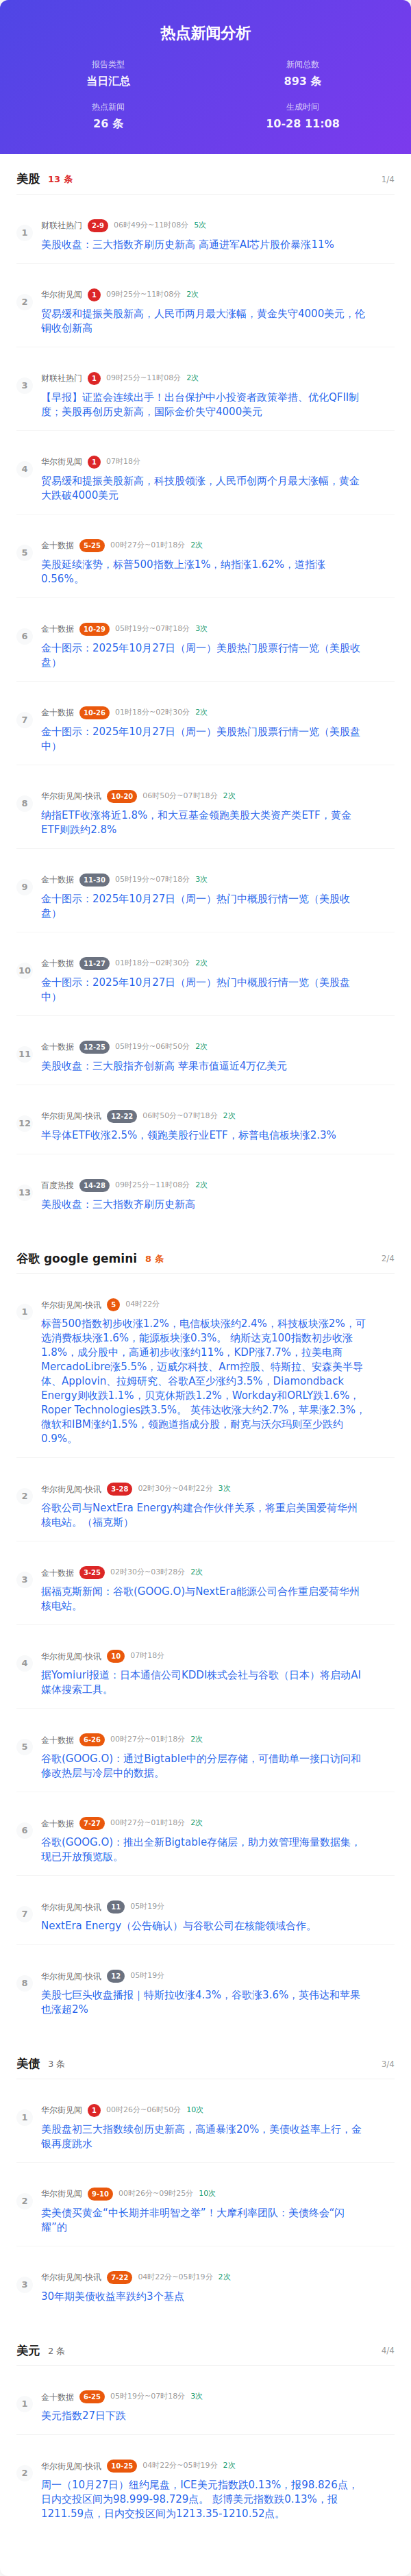 热点新闻分析
报告类型
当日汇总
新闻总数
893 条
热点新闻
26 条
生成时间
10-28 11:08
美股 13 条 1/4
1
财联社热门 2-9 06时49分~11时08分 5次
美股收盘：三大指数齐刷历史新高 高通进军AI芯片股价暴涨11%
2
华尔街见闻 1 09时25分~11时08分 2次
贸易缓和提振美股新高，人民币两月最大涨幅，黄金失守4000美元，伦
铜收创新高
3
财联社热门 1 09时25分~11时08分 2次
【早报】证监会连续出手！出台保护中小投资者政策举措、优化QFII制
度；美股再创历史新高，国际金价失守4000美元
4
华尔街见闻 1 07时18分
贸易缓和提振美股新高，科技股领涨，人民币创两个月最大涨幅，黄金
大跌破4000美元
5
金十数据 5-25 00时27分~01时18分 2次
美股延续涨势，标普500指数上涨1%，纳指涨1.62%，道指涨
0.56%。
6
金十数据 10-29 05时19分~07时18分 3次
金十图示：2025年10月27日（周一）美股热门股票行情一览（美股收
盘）
7
金十数据 10-26 01时18分~02时30分 2次
金十图示：2025年10月27日（周一）美股热门股票行情一览（美股盘
中）
8
华尔街见闻-快讯 10-20 06时50分~07时18分 2次
纳指ETF收涨将近1.8%，和大豆基金领跑美股大类资产类ETF，黄金
ETF则跌约2.8%
9
金十数据 11-30 05时19分~07时18分 3次
金十图示：2025年10月27日（周一）热门中概股行情一览（美股收
盘）
10
金十数据 11-27 01时18分~02时30分 2次
金十图示：2025年10月27日（周一）热门中概股行情一览（美股盘
中）
11
金十数据 12-25 05时19分~06时50分 2次
美股收盘：三大股指齐创新高 苹果市值逼近4万亿美元
12
华尔街见闻-快讯 12-22 06时50分~07时18分 2次
半导体ETF收涨2.5%，领跑美股行业ETF，标普电信板块涨2.3%
13
百度热搜 14-28 09时25分~11时08分 2次
美股收盘：三大指数齐刷历史新高
谷歌 google gemini 8 条 2/4
1
华尔街见闻-快讯 5 04时22分
标普500指数初步收涨1.2%，电信板块涨约2.4%，科技板块涨2%，可
选消费板块涨1.6%，能源板块涨0.3%。 纳斯达克100指数初步收涨
1.8%，成分股中，高通初步收涨约11%，KDP涨7.7%，拉美电商
MercadoLibre涨5.5%，迈威尔科技、Arm控股、特斯拉、安森美半导
体、Applovin、拉姆研究、谷歌A至少涨约3.5%，Diamondback
Energy则收跌1.1%，贝克休斯跌1.2%，Workday和ORLY跌1.6%，
Roper Technologies跌3.5%。 英伟达收涨大约2.7%，苹果涨2.3%，
微软和IBM涨约1.5%，领跑道指成分股，耐克与沃尔玛则至少跌约
0.9%。
2
华尔街见闻-快讯 3-28 02时30分~04时22分 3次
谷歌公司与NextEra Energy构建合作伙伴关系，将重启美国爱荷华州
核电站。（福克斯）
3
金十数据 3-25 02时30分~03时28分 2次
据福克斯新闻：谷歌(GOOG.O)与NextEra能源公司合作重启爱荷华州
核电站。
4
华尔街见闻-快讯 10 07时18分
据Yomiuri报道：日本通信公司KDDI株式会社与谷歌（日本）将启动AI
媒体搜索工具。
5
金十数据 6-26 00时27分~01时18分 2次
谷歌(GOOG.O)：通过Bigtable中的分层存储，可借助单一接口访问和
修改热层与冷层中的数据。
6
金十数据 7-27 00时27分~01时18分 2次
谷歌(GOOG.O)：推出全新Bigtable存储层，助力效管理海量数据集，
现已开放预览版。
7
华尔街见闻-快讯 11 05时19分
NextEra Energy（公告确认）与谷歌公司在核能领域合作。
8
华尔街见闻-快讯 12 05时19分
美股七巨头收盘播报｜特斯拉收涨4.3%，谷歌涨3.6%，英伟达和苹果
也涨超2%
美债 3 条 3/4
1
华尔街见闻 1 00时26分~06时50分 10次
美股盘初三大指数续创历史新高，高通暴涨20%，美债收益率上行，金
银再度跳水
2
华尔街见闻 9-10 00时26分~09时25分 10次
卖美债买黄金“中长期并非明智之举”！大摩利率团队：美债终会“闪
耀”的
3
华尔街见闻-快讯 7-22 04时22分~05时19分 2次
30年期美债收益率跌约3个基点
美元 2 条 4/4
1
金十数据 6-25 05时19分~07时18分 3次
美元指数27日下跌
2
华尔街见闻-快讯 10-25 04时22分~05时19分 2次
周一（10月27日）纽约尾盘，ICE美元指数跌0.13%，报98.826点，
日内交投区间为98.999-98.729点。 彭博美元指数跌0.13%，报
1211.59点，日内交投区间为1213.35-1210.52点。